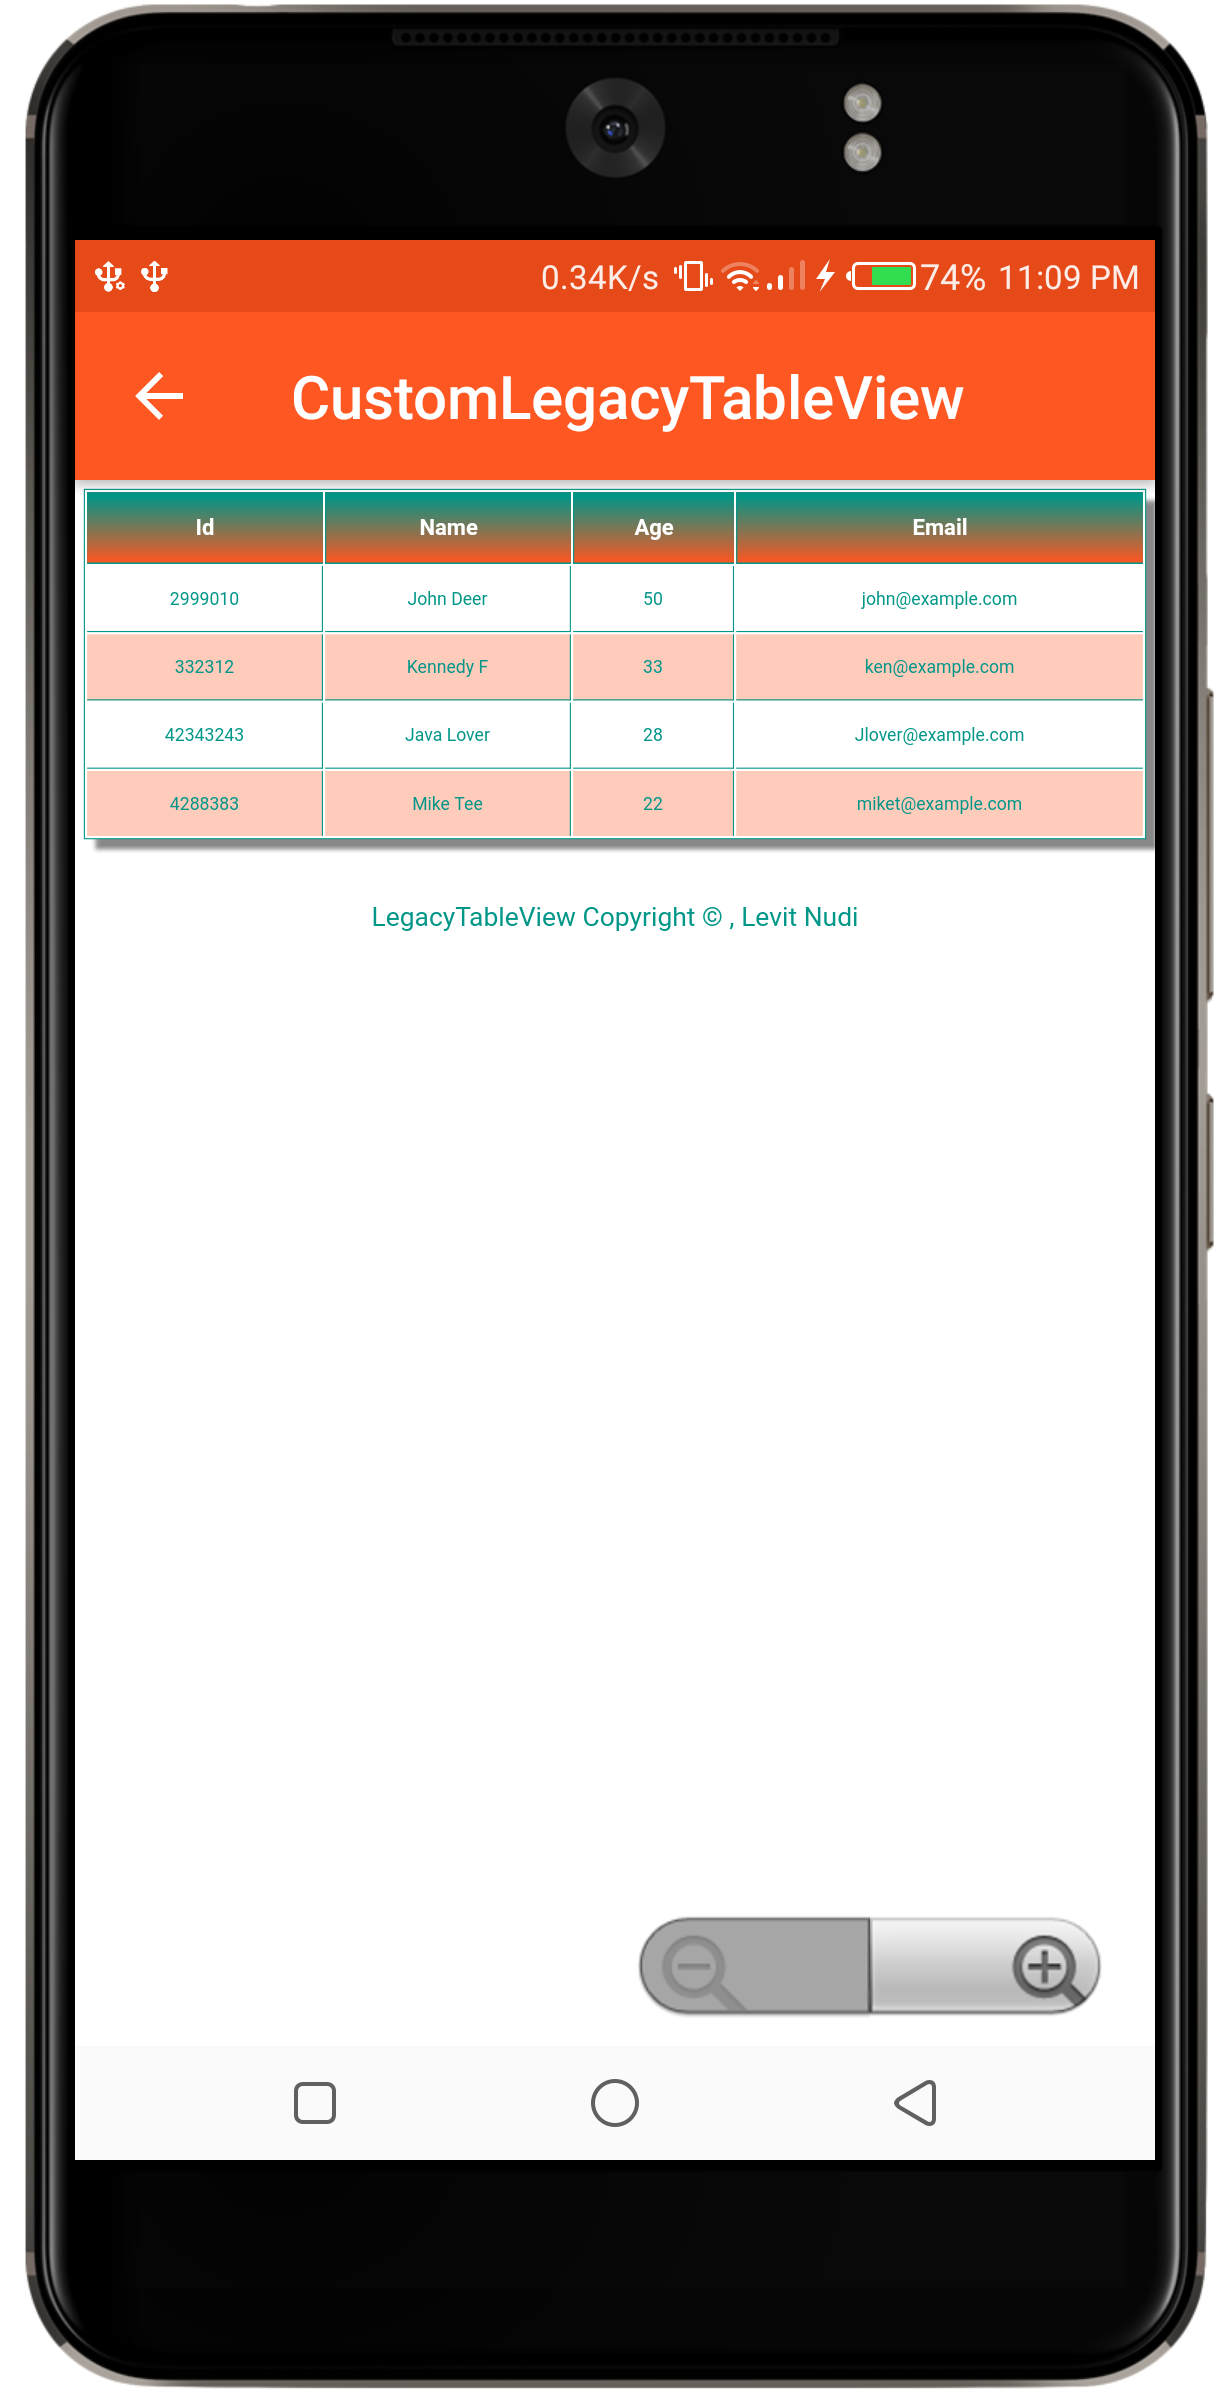 0.34K/s 74% 11:09 PM
CustomLegacyTableView
Id Name Age Email
2999010 John Deer 50 john@example.com
332312 Kennedy F 33 ken@example.com
42343243 Java Lover 28 Jlover@example.com
4288383 Mike Tee 22 miket@example.com
LegacyTableView Copyright © , Levit Nudi